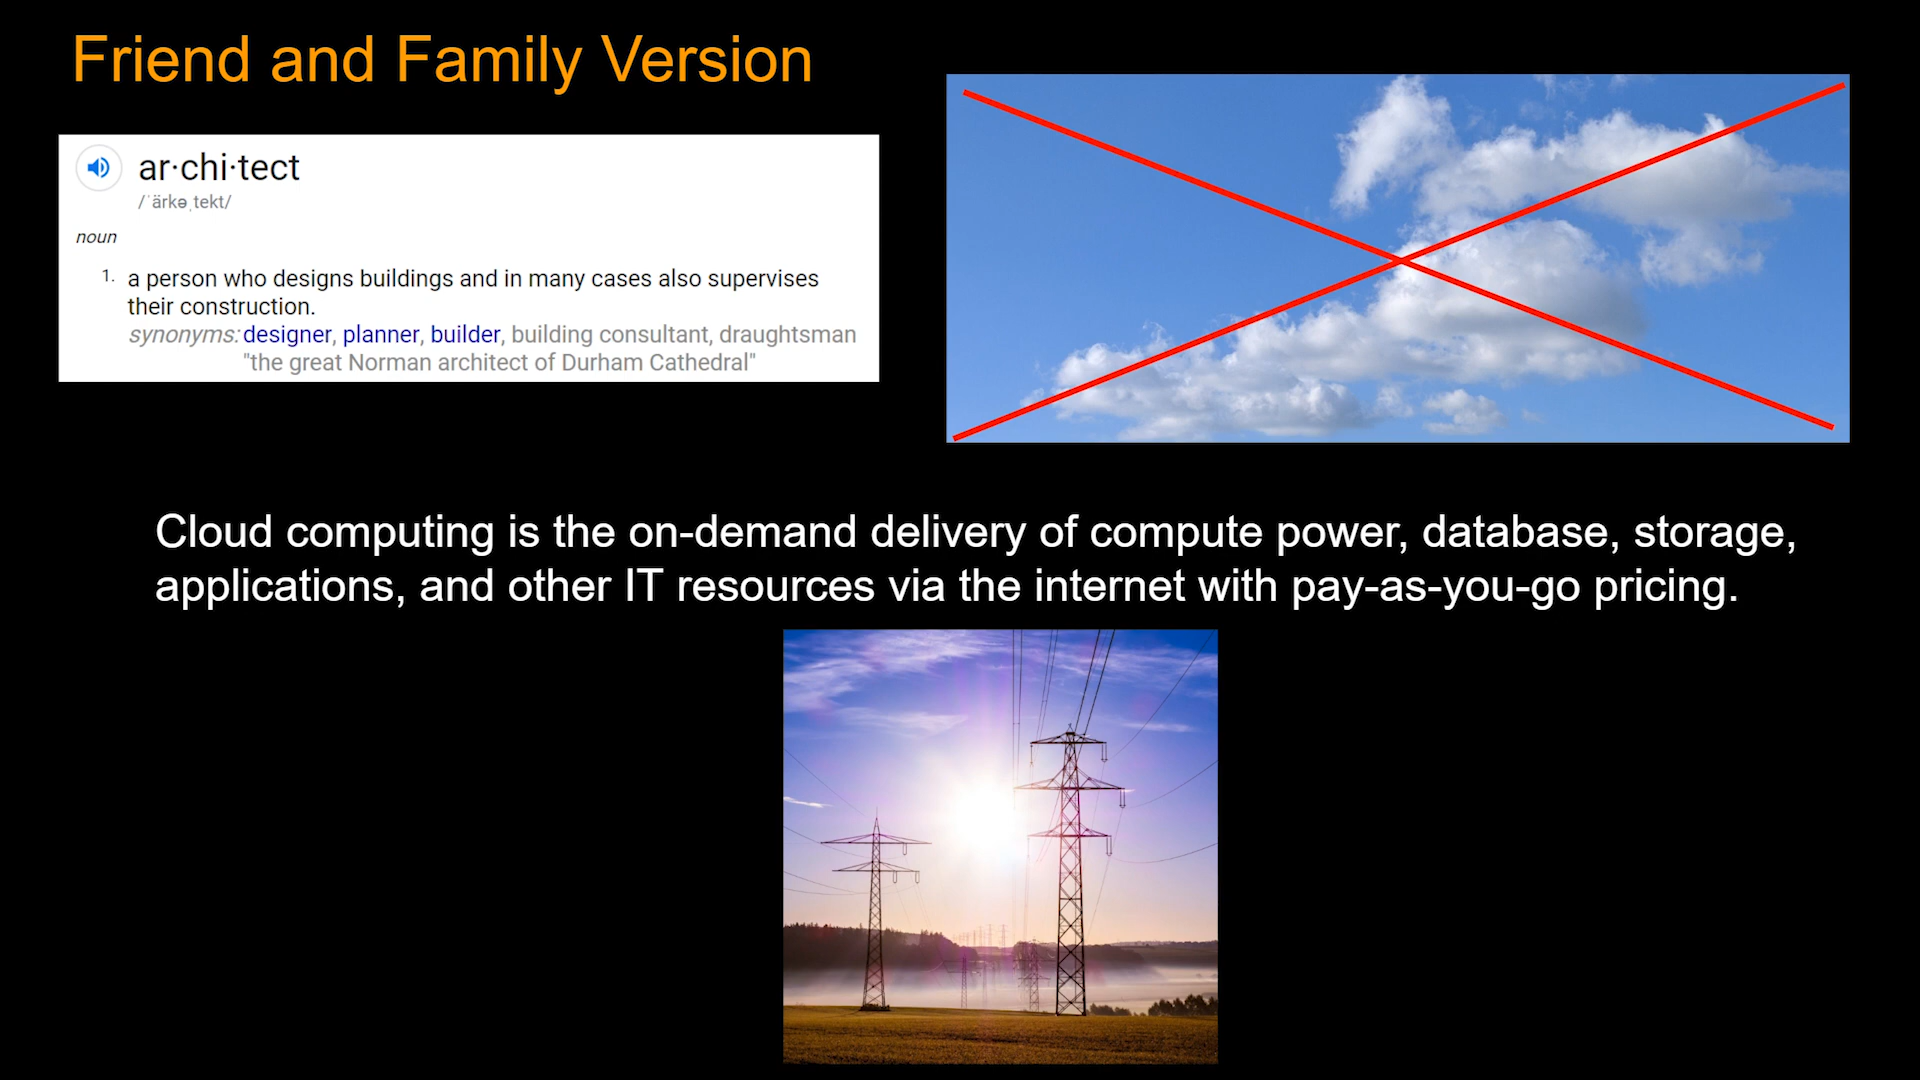 Friend and Family Version
ar·chi·tect
/ˈärkəˌtekt/
noun
1. a person who designs buildings and in many cases also supervises
their construction.
synonyms: designer, planner, builder, building consultant, draughtsman
"the great Norman architect of Durham Cathedral"
Cloud computing is the on-demand delivery of compute power, database, storage,
applications, and other IT resources via the internet with pay-as-you-go pricing.